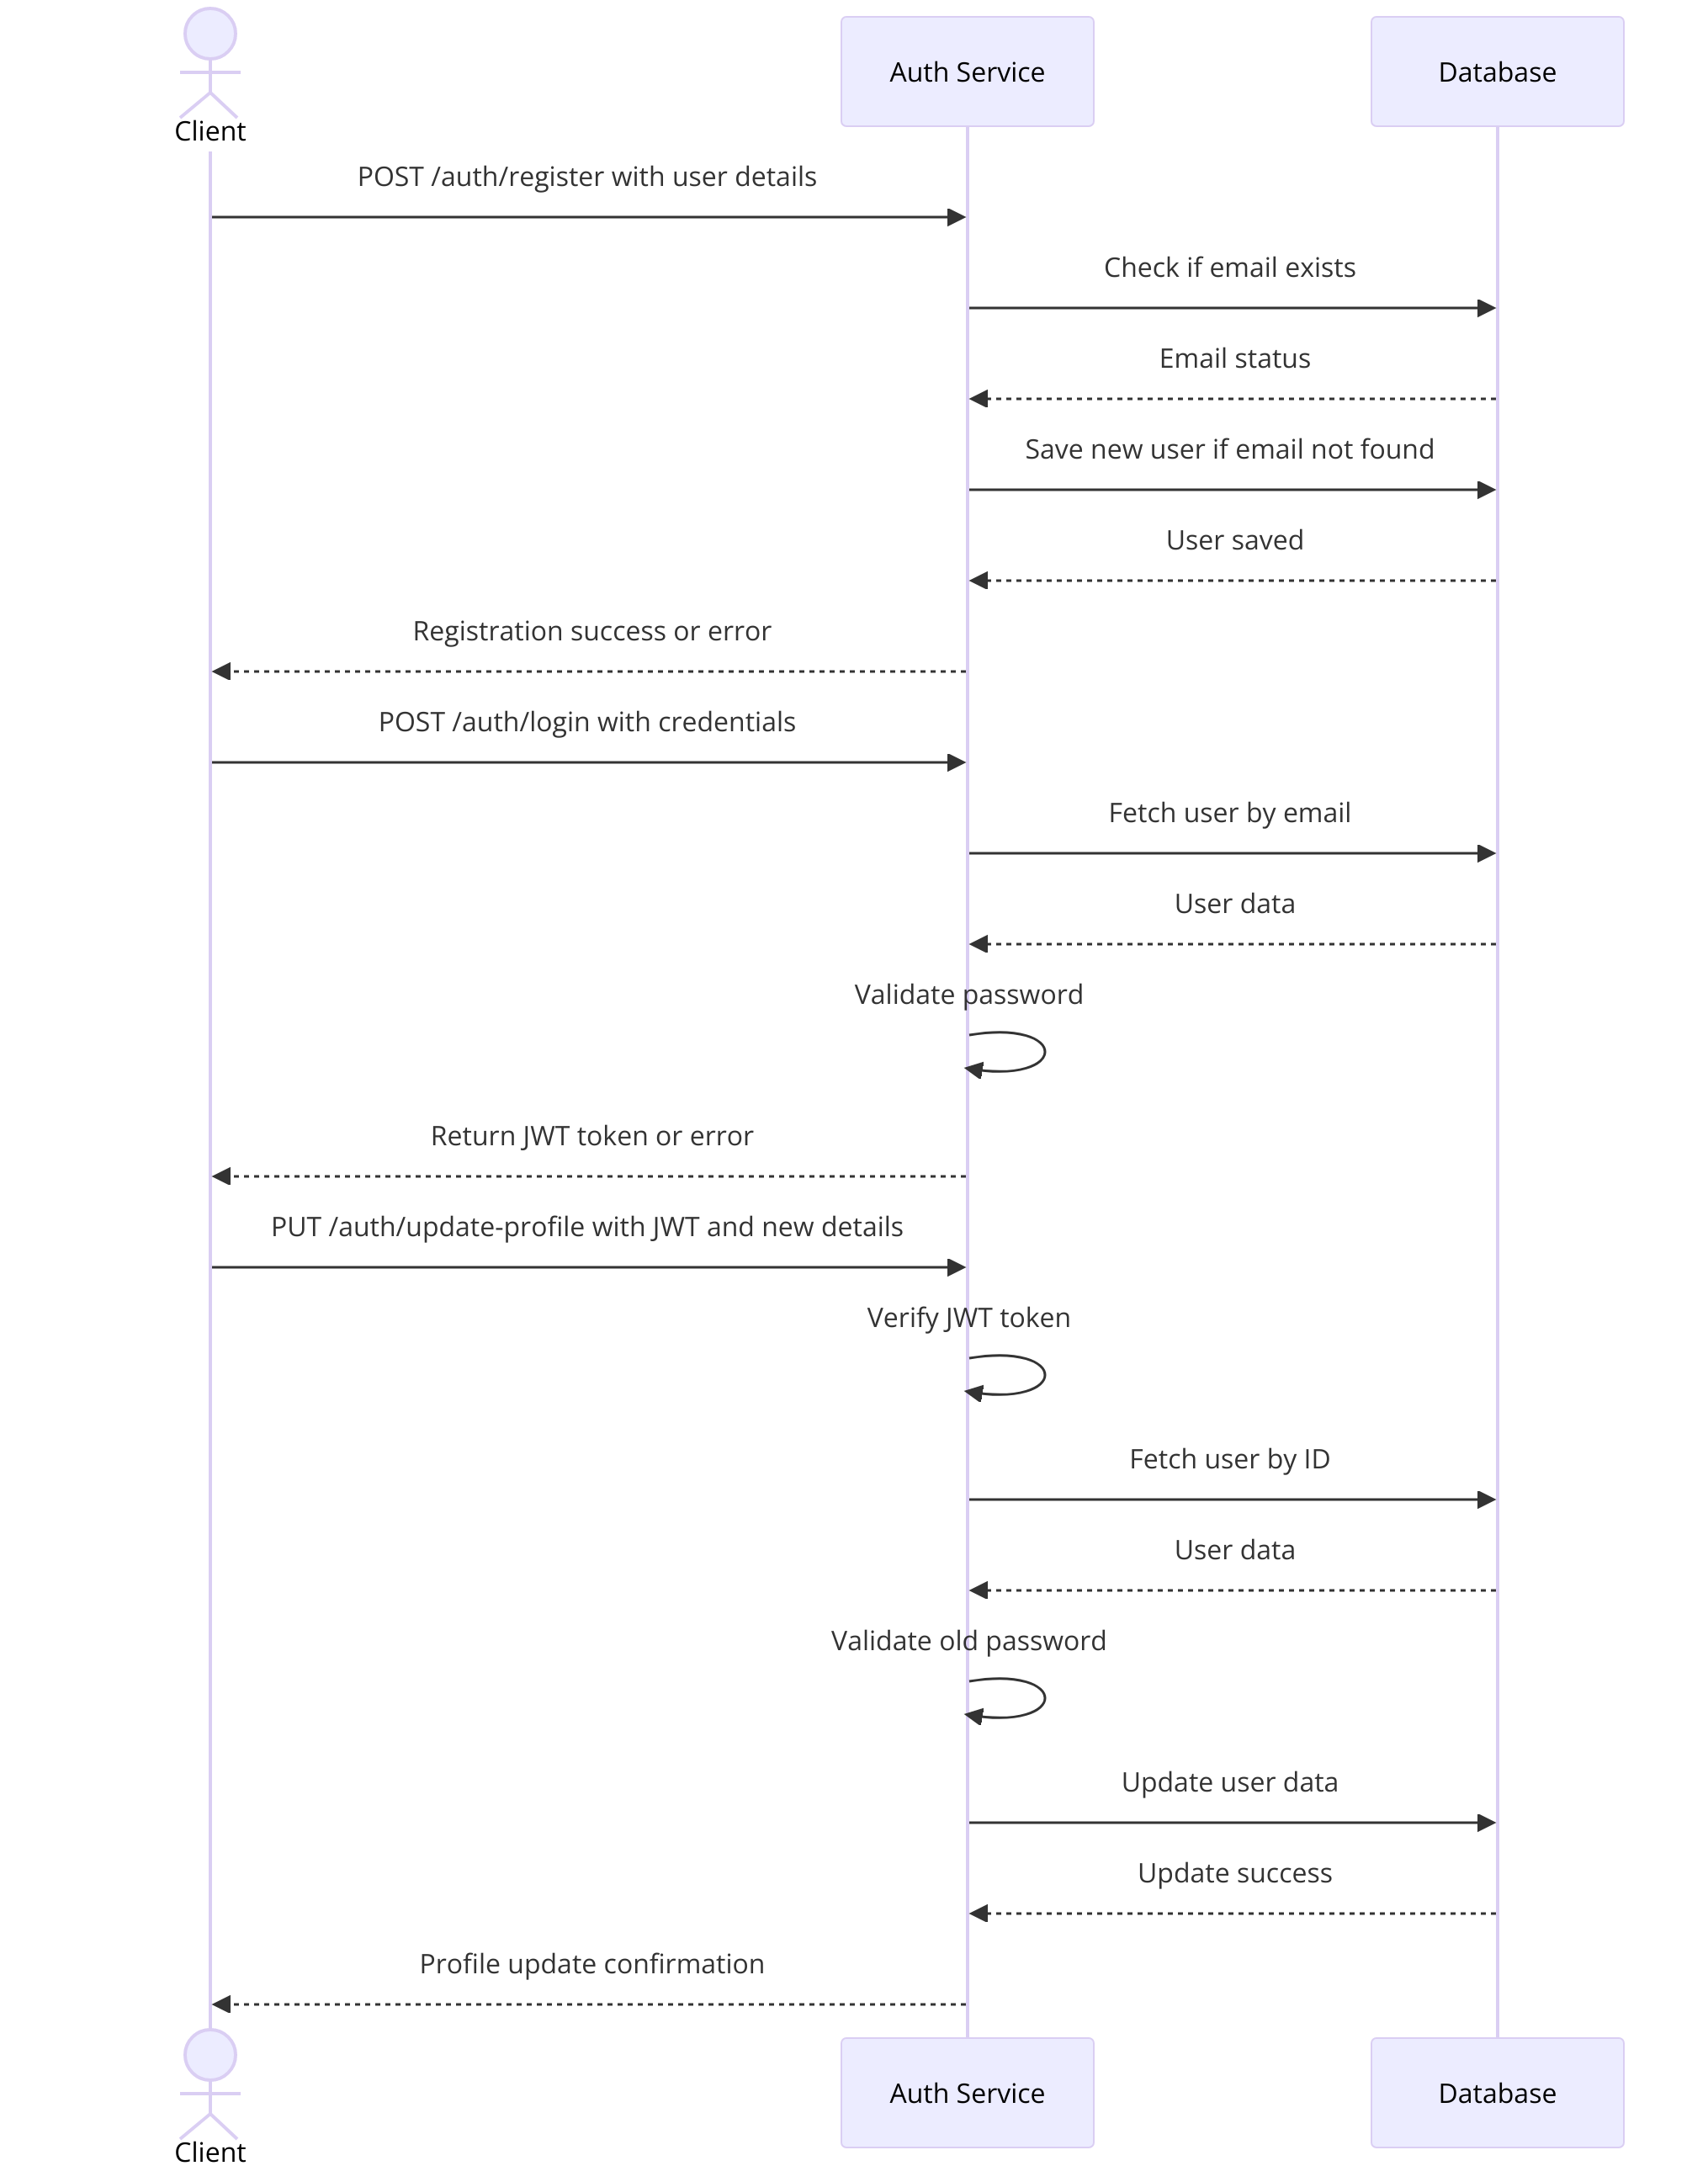 Client
Auth Service
Database
POST /auth/register with user details
Check if email exists
Email status
Save new user if email not found
User saved
Registration success or error
POST /auth/login with credentials
Fetch user by email
User data
Validate password
Return JWT token or error
PUT /auth/update-profile with JWT and new details
Verify JWT token
Fetch user by ID
User data
Validate old password
Update user data
Update success
Profile update confirmation
Client
Auth Service
Database